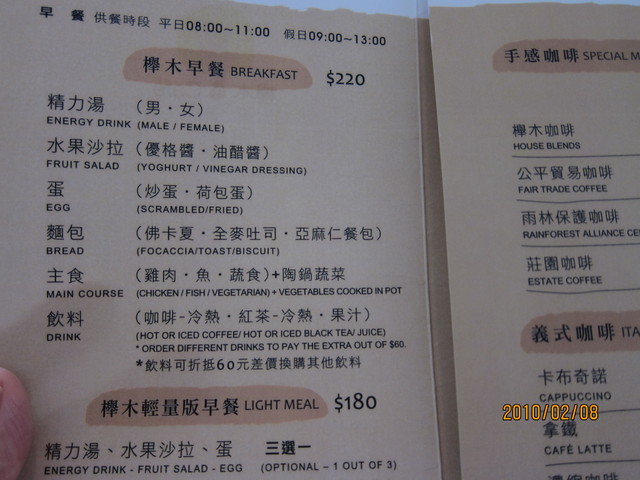 早 餐 供餐時段 平日08:00~11:00 假日09:00~13:00
櫸木早餐 BREAKFAST $220
精力湯 (男・女)
ENERGY DRINK (MALE / FEMALE)
水果沙拉 (優格醬・油醋醬)
FRUIT SALAD (YOGHURT / VINEGAR DRESSING)
蛋 (炒蛋・荷包蛋)
EGG (SCRAMBLED/FRIED)
麵包 (佛卡夏・全麥吐司・亞麻仁餐包)
BREAD (FOCACCIA/TOAST/BISCUIT)
主食 (雞肉・魚・蔬食)+陶鍋蔬菜
MAIN COURSE (CHICKEN / FISH / VEGETARIAN) + VEGETABLES COOKED IN POT
飲料 (咖啡-冷熱・紅茶-冷熱・果汁)
DRINK (HOT OR ICED COFFEE/ HOT OR ICED BLACK TEA/ JUICE)
* ORDER DIFFERENT DRINKS TO PAY THE EXTRA OUT OF $60.
*飲料可折抵60元差價換購其他飲料
櫸木輕量版早餐 LIGHT MEAL $180
精力湯、水果沙拉、蛋 三選一
ENERGY DRINK - FRUIT SALAD - EGG (OPTIONAL – 1 OUT OF 3)
手感咖啡 SPECIAL M
櫸木咖啡
HOUSE BLENDS
公平貿易咖啡
FAIR TRADE COFFEE
雨林保護咖啡
RAINFOREST ALLIANCE CE
莊園咖啡
ESTATE COFFEE
義式咖啡 ITA
卡布奇諾
CAPPUCCINO
拿鐵
CAFÉ LATTE
2010/02/08